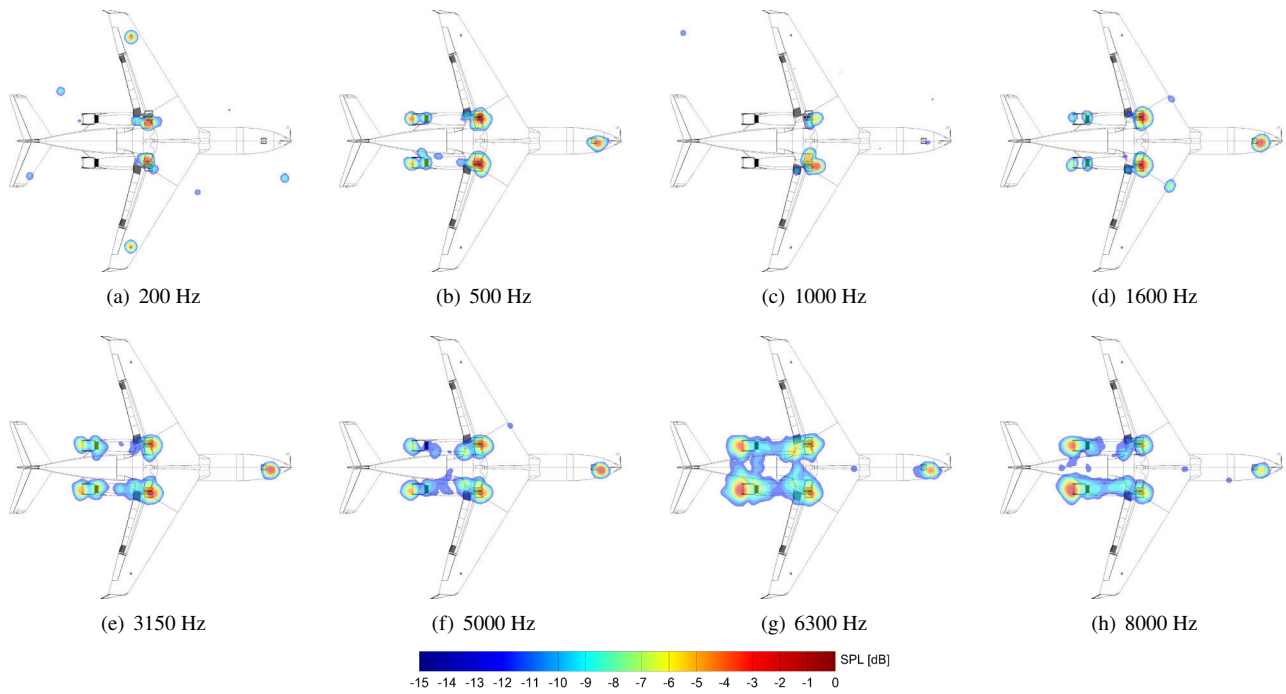 (a) 200 Hz
(b) 500 Hz
(c) 1000 Hz
(d) 1600 Hz
(e) 3150 Hz
(f) 5000 Hz
(g) 6300 Hz
(h) 8000 Hz
SPL [dB]
-15 -14 -13 -12 -11 -10 -9 -8 -7 -6 -5 -4 -3 -2 -1 0